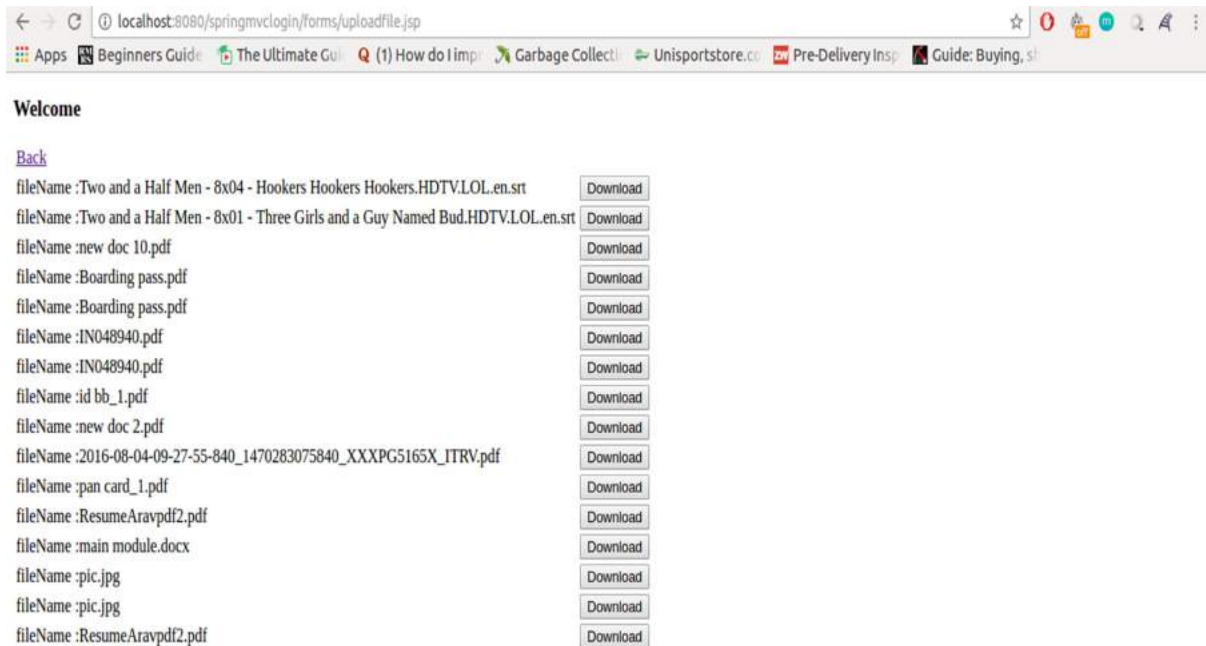 localhost:8080/springmvclogin/forms/uploadfile.jsp
Apps Beginners Guide The Ultimate Gui Q (1) How do I impr Garbage Collecti Unisportstore.co ZW Pre-Delivery Insp Guide: Buying, sh
Welcome
Back
fileName :Two and a Half Men - 8x04 - Hookers Hookers Hookers.HDTV.LOL.en.srt Download
fileName :Two and a Half Men - 8x01 - Three Girls and a Guy Named Bud.HDTV.LOL.en.srt Download
fileName :new doc 10.pdf Download
fileName :Boarding pass.pdf Download
fileName :Boarding pass.pdf Download
fileName :IN048940.pdf Download
fileName :IN048940.pdf Download
fileName :id bb_1.pdf Download
fileName :new doc 2.pdf Download
fileName :2016-08-04-09-27-55-840_1470283075840_XXXPG5165X_ITRV.pdf Download
fileName :pan card_1.pdf Download
fileName :ResumeAravpdf2.pdf Download
fileName :main module.docx Download
fileName :pic.jpg Download
fileName :pic.jpg Download
fileName :ResumeAravpdf2.pdf Download